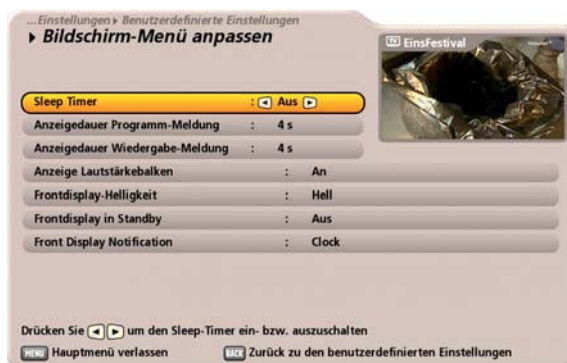 ...Einstellungen ▸ Benutzerdefinierte Einstellungen
▸ Bildschirm-Menü anpassen
TV EinsFestival
Sleep Timer : ◂ Aus ▸
Anzeigedauer Programm-Meldung : 4 s
Anzeigedauer Wiedergabe-Meldung : 4 s
Anzeige Lautstärkebalken : An
Frontdisplay-Helligkeit : Hell
Frontdisplay in Standby : Aus
Front Display Notification : Clock
Drücken Sie ◂ ▸ um den Sleep-Timer ein- bzw. auszuschalten
MENU Hauptmenü verlassen BACK Zurück zu den benutzerdefinierten Einstellungen